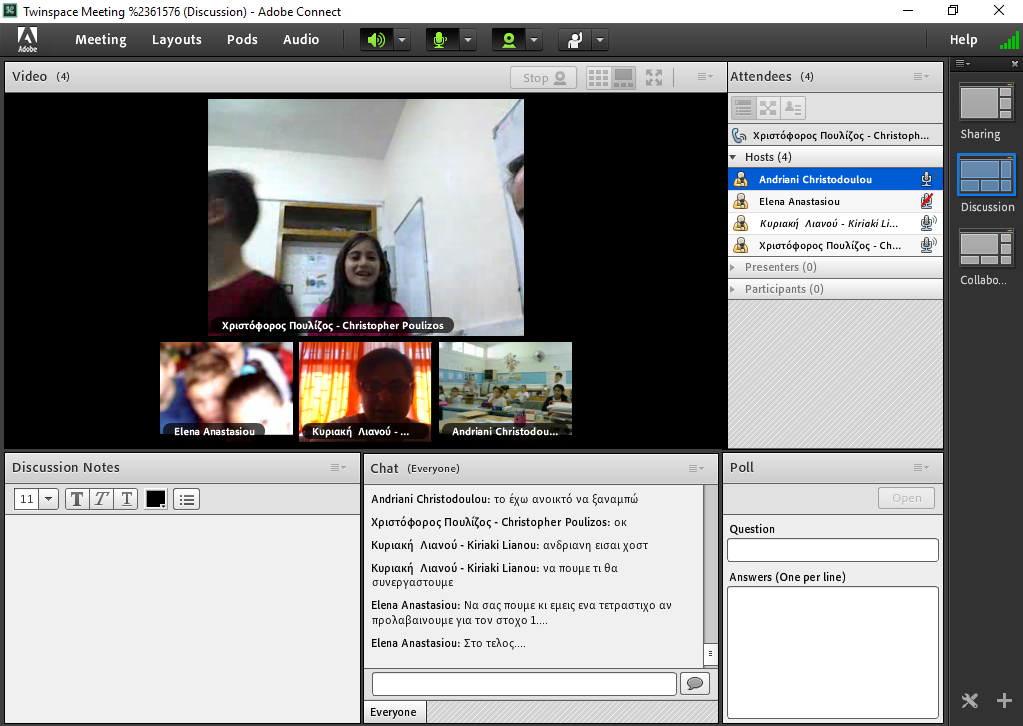 Twinspace Meeting %2361576 (Discussion) - Adobe Connect
Adobe
Meeting Layouts Pods Audio Help
Video (4)
Stop
Χριστόφορος Πουλίζος - Christopher Poulizos
Elena Anastasiou
Κυριακή Λιανού - ...
Andriani Christodou...
Attendees (4)
Χριστόφορος Πουλίζος - Christoph...
Hosts (4)
Andriani Christodoulou
Elena Anastasiou
Κυριακή Λιανού - Kiriaki Li...
Χριστόφορος Πουλίζος - Ch...
Presenters (0)
Participants (0)
Sharing
Discussion
Collabo...
Discussion Notes
11
T T T
Chat (Everyone)
Andriani Christodoulou: το έχω ανοικτό να ξαναμπώ
Χριστόφορος Πουλίζος - Christopher Poulizos: οκ
Κυριακή Λιανού - Kiriaki Lianou: ανδριανη εισαι χοστ
Κυριακή Λιανού - Kiriaki Lianou: να πουμε τι θα
συνεργαστουμε
Elena Anastasiou: Να σας πουμε κι εμεις ενα τετραστιχο αν
προλαβαινουμε για τον στοχο 1....
Elena Anastasiou: Στο τελος....
Everyone
Poll
Open
Question
Answers (One per line)